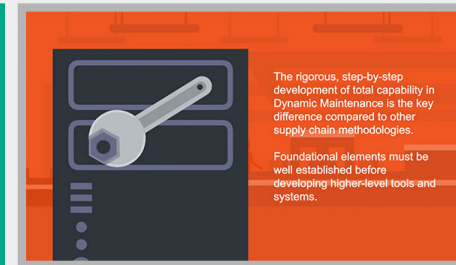 The rigorous, step-by-step
development of total capability in
Dynamic Maintenance is the key
difference compared to other
supply chain methodologies.
Foundational elements must be
well established before
developing higher-level tools and
systems.